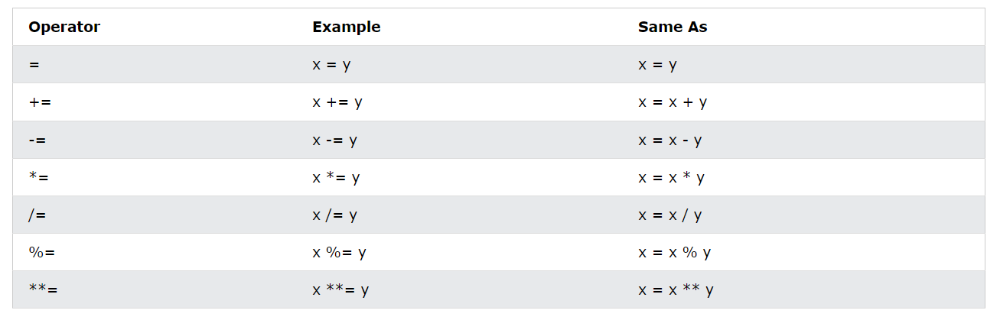 Operator Example Same As
= x = y x = y
+= x += y x = x + y
-= x -= y x = x - y
*= x *= y x = x * y
/= x /= y x = x / y
%= x %= y x = x % y
**= x **= y x = x ** y